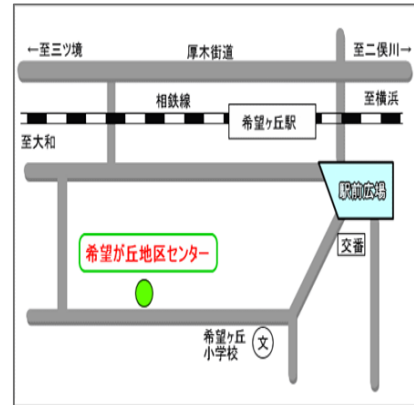 ←至三ツ境
厚木街道
至二俣川→
相鉄線
至横浜
希望ヶ丘駅
至大和
駅前広場
希望が丘地区センター
交番
希望ヶ丘
小学校
文